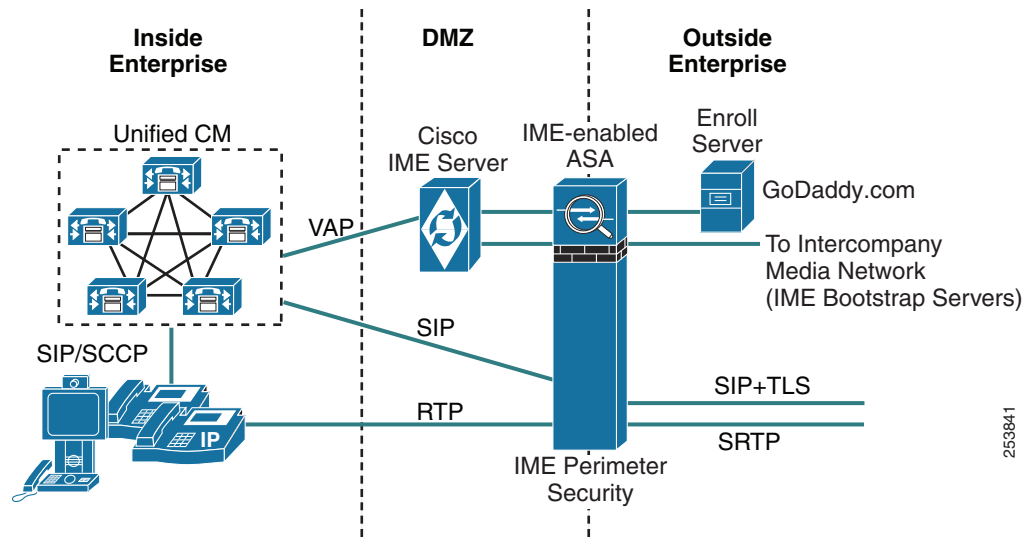 Inside
Enterprise
DMZ
Outside
Enterprise
Unified CM
Cisco
IME Server
IME-enabled
ASA
Enroll
Server
GoDaddy.com
VAP
To Intercompany
Media Network
(IME Bootstrap Servers)
SIP
SIP/SCCP
IP
RTP
SIP+TLS
SRTP
IME Perimeter
Security
253841